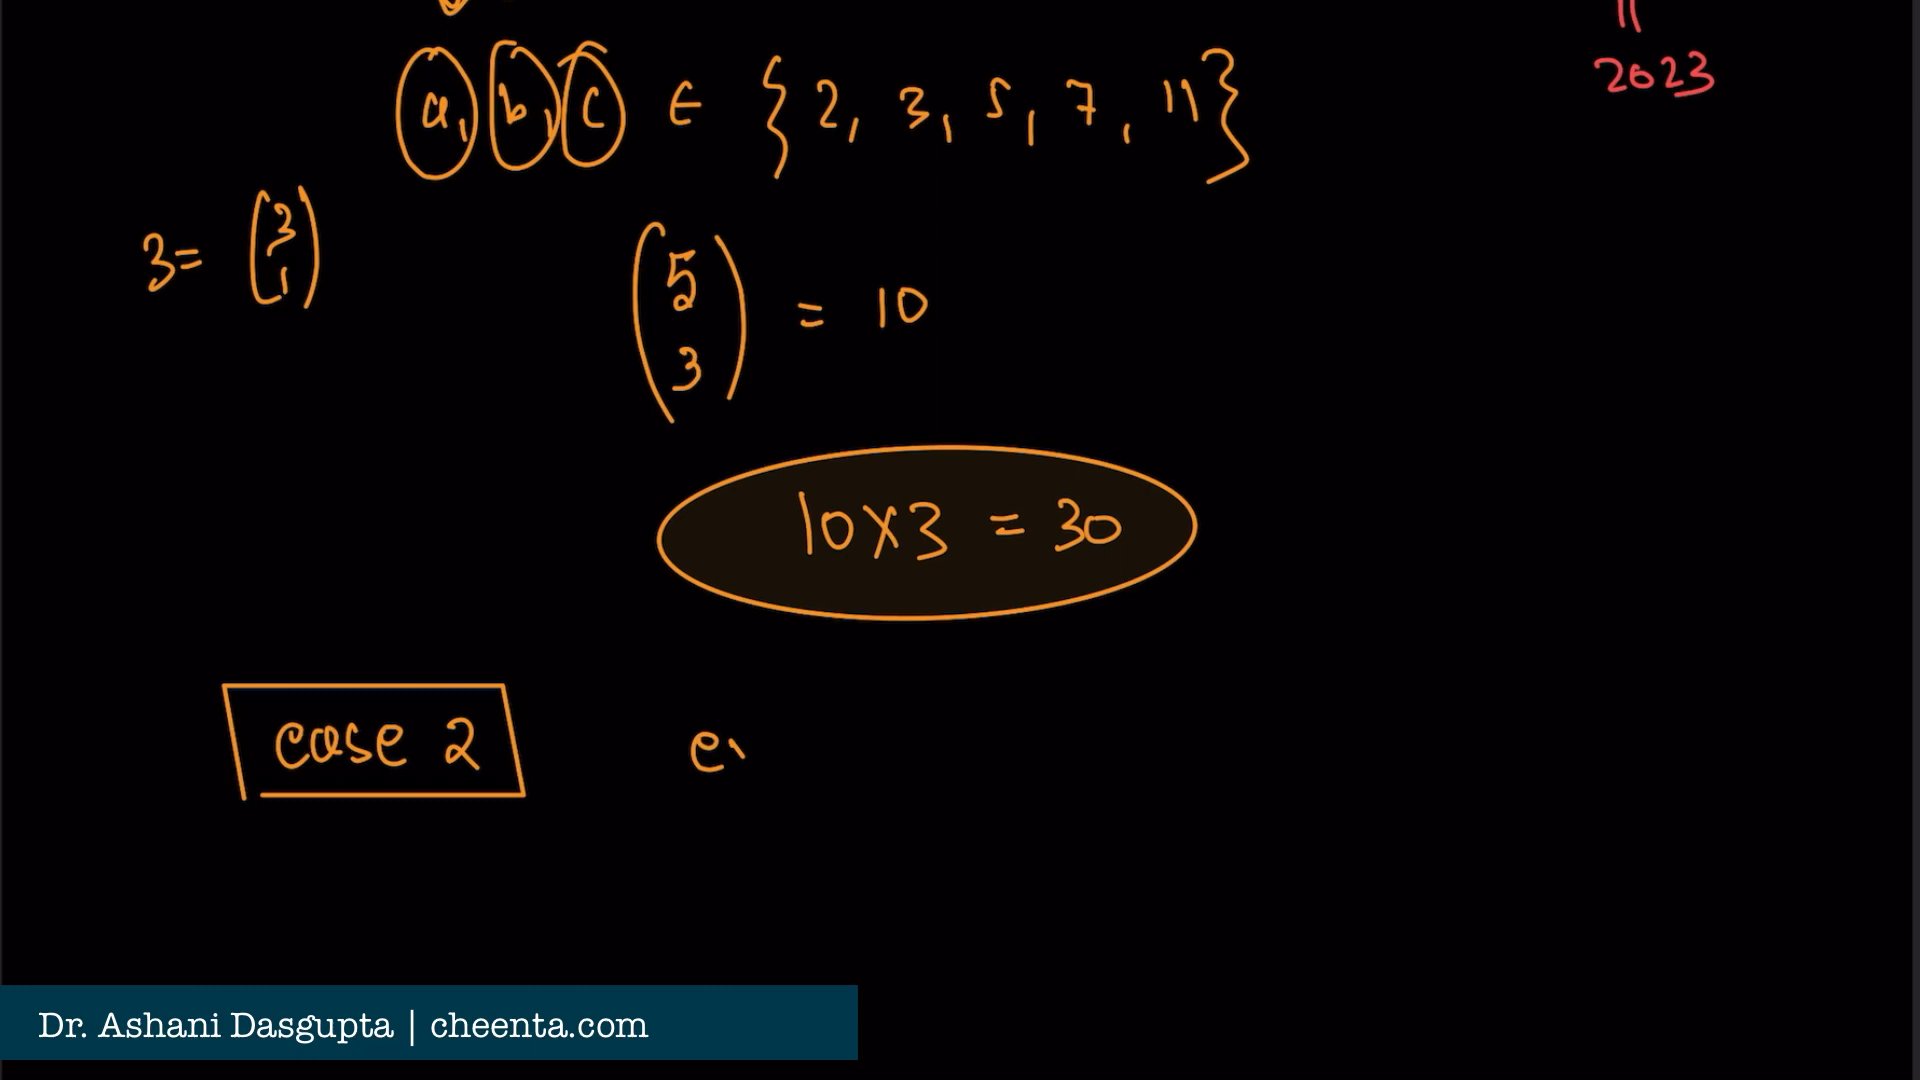 11
2023
a, b, c ∈ {2, 3, 5, 7, 11}
3 = (3 1)
(5 3) = 10
10 × 3 = 30
case 2
Dr. Ashani Dasgupta | cheenta.com